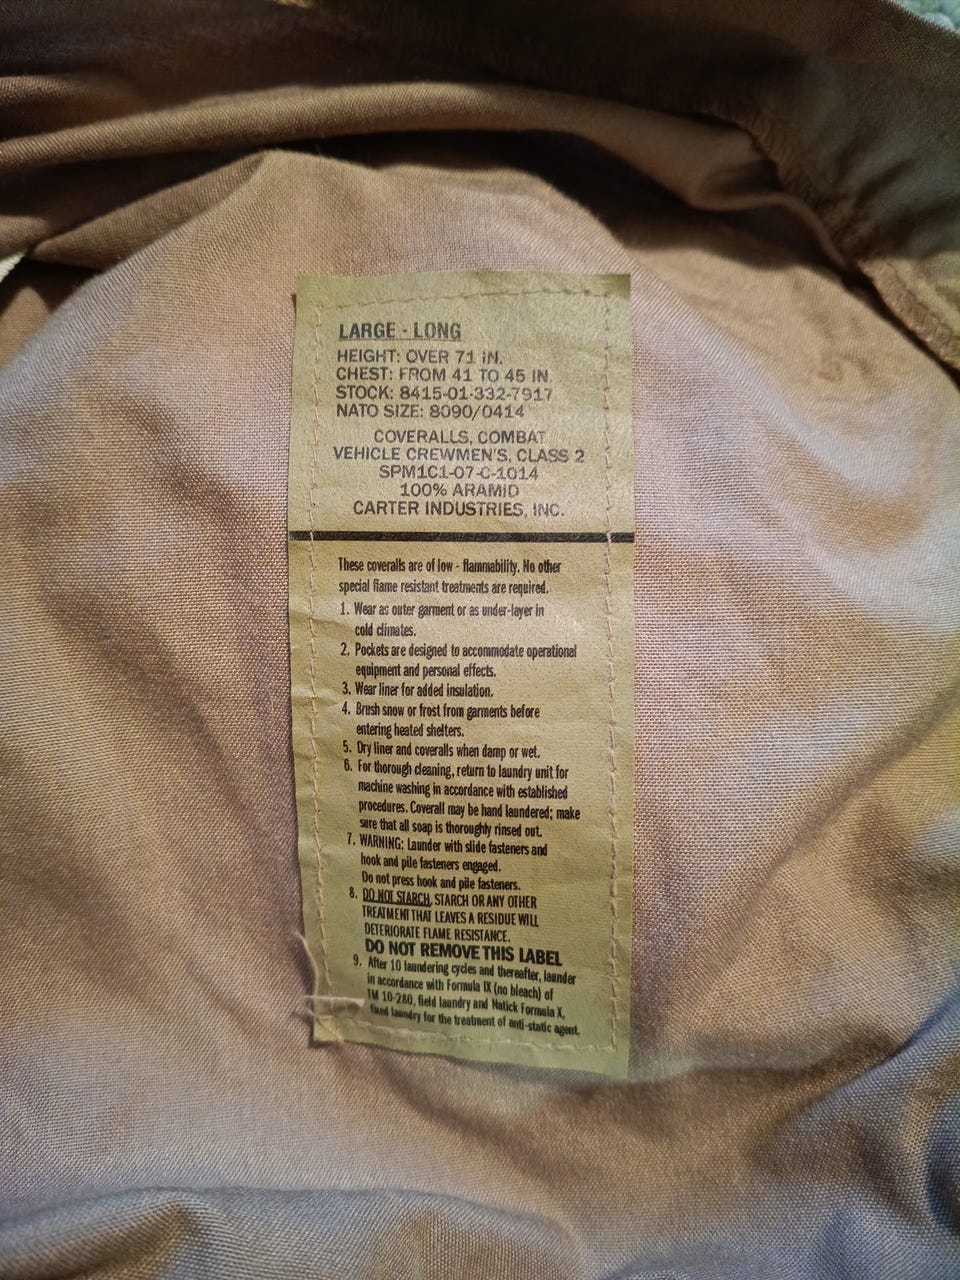 LARGE - LONG
HEIGHT: OVER 71 IN.
CHEST: FROM 41 TO 45 IN.
STOCK: 8415-01-332-7917
NATO SIZE: 8090/0414
COVERALLS, COMBAT
VEHICLE CREWMEN'S, CLASS 2
SPM1C1-07-C-1014
100% ARAMID
CARTER INDUSTRIES, INC.
These coveralls are of low - flammability. No other
special flame resistant treatments are required.
1. Wear as outer garment or as under-layer in
cold climates.
2. Pockets are designed to accommodate operational
equipment and personal effects.
3. Wear liner for added insulation.
4. Brush snow or frost from garments before
entering heated shelters.
5. Dry liner and coveralls when damp or wet.
6. For thorough cleaning, return to laundry unit for
machine washing in accordance with established
procedures. Coverall may be hand laundered; make
sure that all soap is thoroughly rinsed out.
7. WARNING: Launder with slide fasteners and
hook and pile fasteners engaged.
Do not press hook and pile fasteners.
8. DO NOT STARCH, STARCH OR ANY OTHER
TREATMENT THAT LEAVES A RESIDUE WILL
DETERIORATE FLAME RESISTANCE.
DO NOT REMOVE THIS LABEL
9. After 10 laundering cycles and thereafter, launder
in accordance with Formula IX (no bleach) of
TM 10-280, field laundry and Natick Formula X,
fixed laundry for the treatment of anti-static agent.